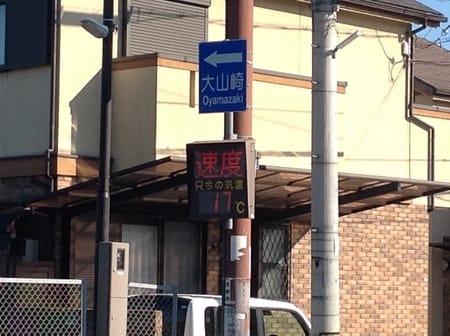 大山崎
Oyamazaki
速度
只今の気温
17℃